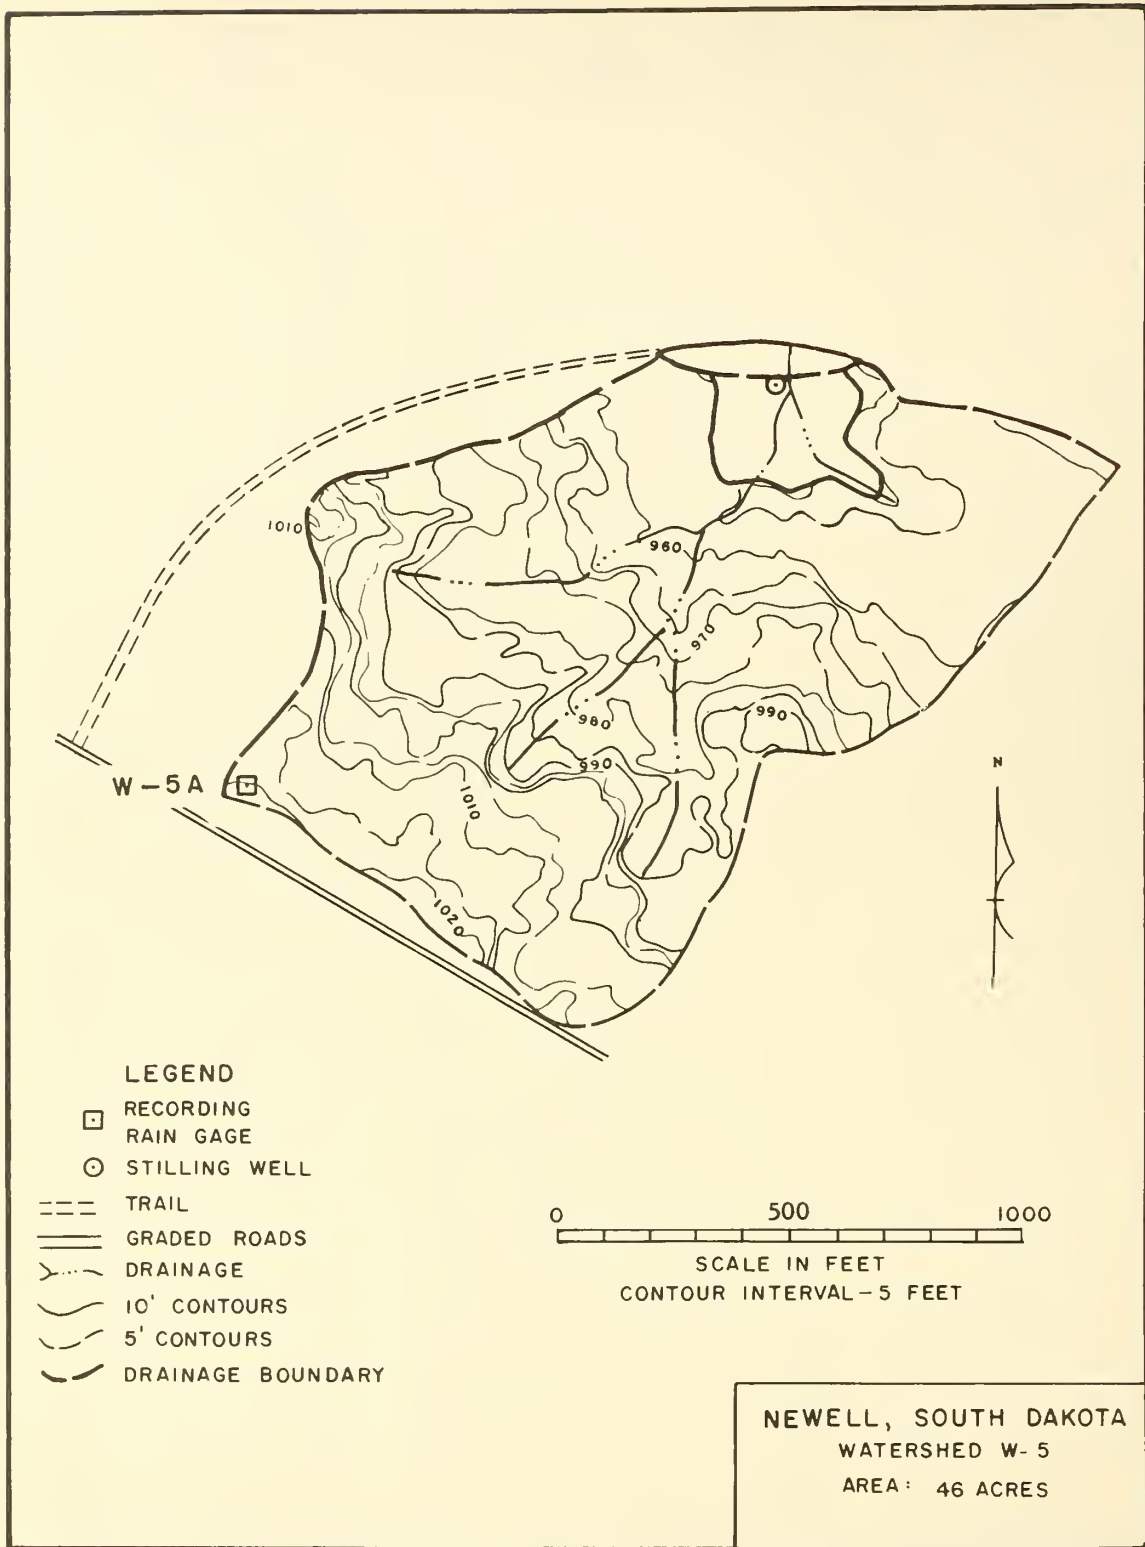 1010
960
970
980
990
990
W-5A
1010
1020
N
LEGEND
RECORDING
RAIN GAGE
STILLING WELL
TRAIL
GRADED ROADS
DRAINAGE
10' CONTOURS
5' CONTOURS
DRAINAGE BOUNDARY
0 500 1000
SCALE IN FEET
CONTOUR INTERVAL-5 FEET
NEWELL, SOUTH DAKOTA
WATERSHED W-5
AREA: 46 ACRES